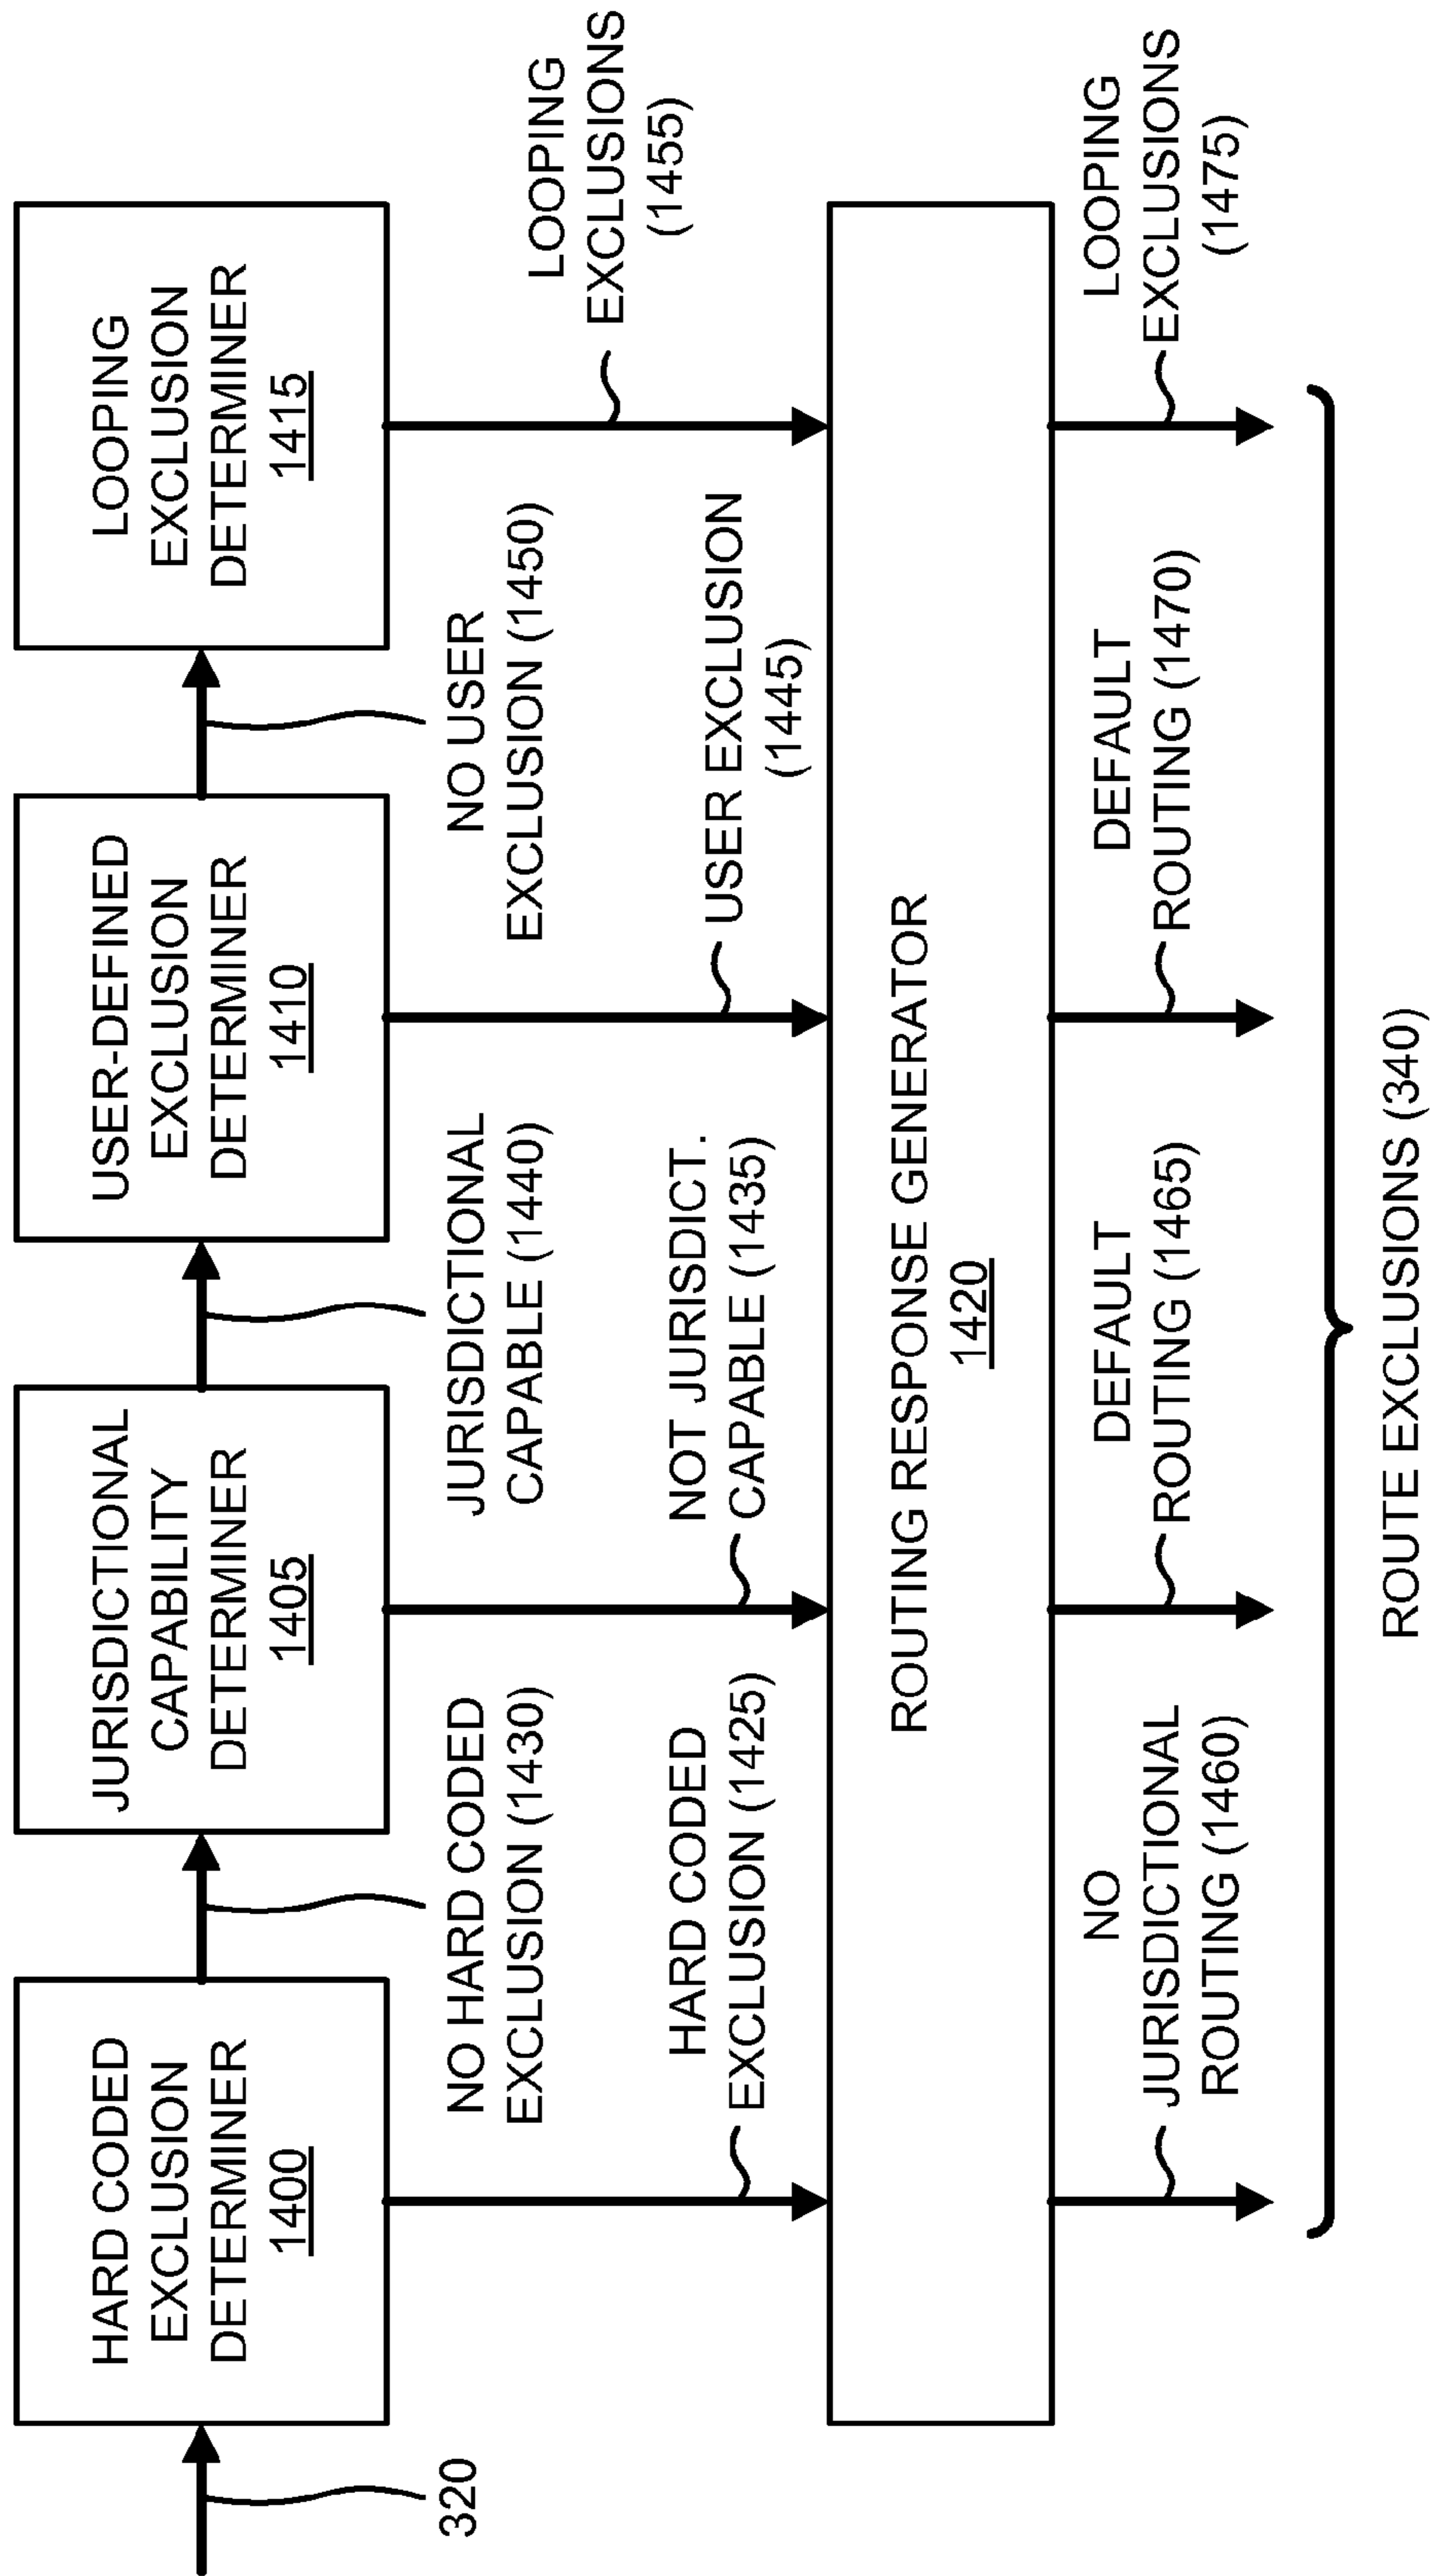 320
HARD CODED
EXCLUSION
DETERMINER
1400
JURISDICTIONAL
CAPABILITY
DETERMINER
1405
USER-DEFINED
EXCLUSION
DETERMINER
1410
LOOPING
EXCLUSION
DETERMINER
1415
NO HARD CODED
EXCLUSION (1430)
JURISDICTIONAL
CAPABLE (1440)
NO USER
EXCLUSION (1450)
LOOPING
EXCLUSIONS
(1455)
HARD CODED
EXCLUSION (1425)
NOT JURISDICT.
CAPABLE (1435)
USER EXCLUSION
(1445)
ROUTING RESPONSE GENERATOR
1420
NO
JURISDICTIONAL
ROUTING (1460)
DEFAULT
ROUTING (1465)
DEFAULT
ROUTING (1470)
LOOPING
EXCLUSIONS
(1475)
ROUTE EXCLUSIONS (340)